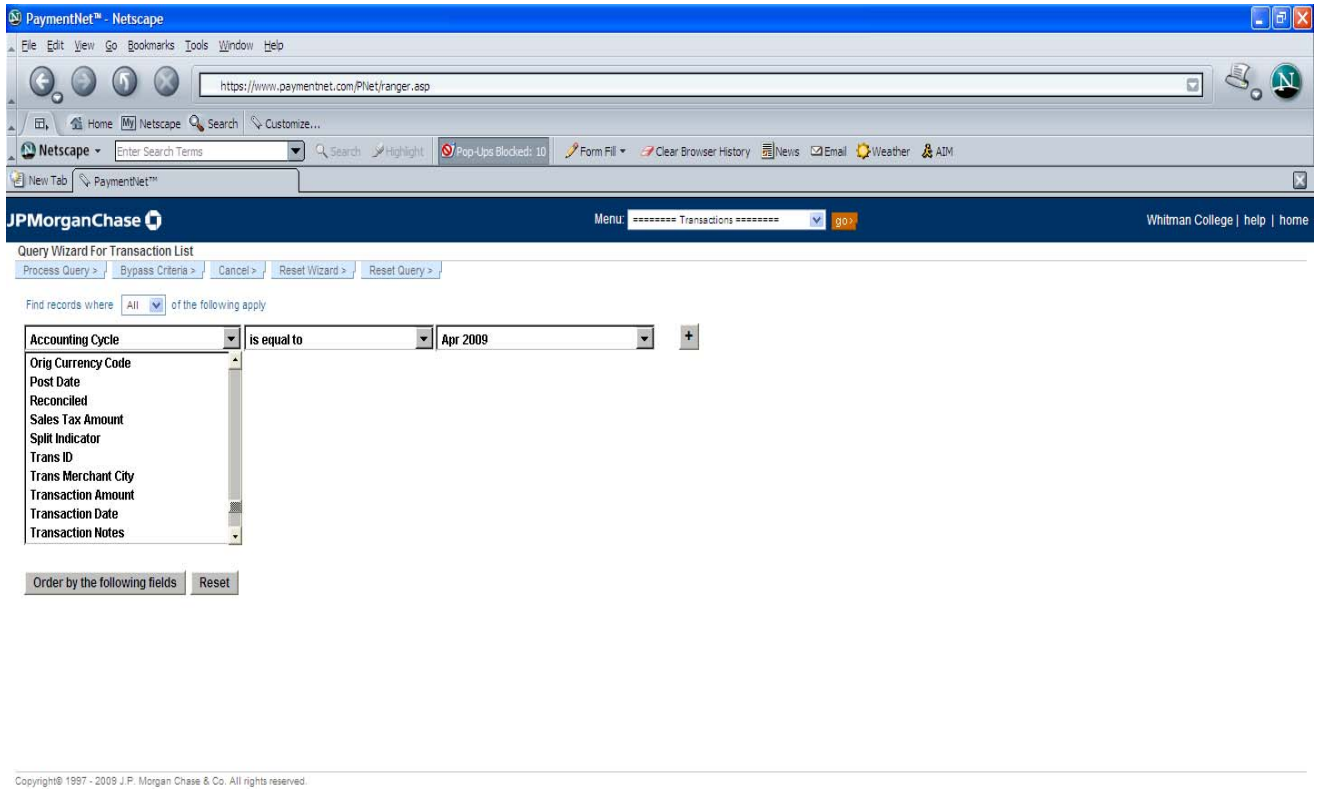 PaymentNet™ - Netscape
File Edit View Go Bookmarks Tools Window Help
https://www.paymentnet.com/PNet/ranger.asp
Home My Netscape Search Customize...
Netscape Enter Search Terms Search Highlight Pop-Ups Blocked: 10 Form Fill Clear Browser History News Email Weather AIM
New Tab PaymentNet™
JPMorganChase Menu: ======== Transactions ======== go> Whitman College | help | home
Query Wizard For Transaction List
Process Query > Bypass Criteria > Cancel > Reset Wizard > Reset Query >
Find records where All of the following apply
Accounting Cycle is equal to Apr 2009 +
Orig Currency Code
Post Date
Reconciled
Sales Tax Amount
Split Indicator
Trans ID
Trans Merchant City
Transaction Amount
Transaction Date
Transaction Notes
Order by the following fields Reset
Copyright© 1997 - 2009 J.P. Morgan Chase & Co. All rights reserved.